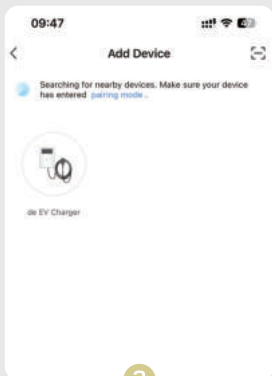 09:47
Add Device
Searching for nearby devices. Make sure your device
has entered pairing mode.
de EV Charger